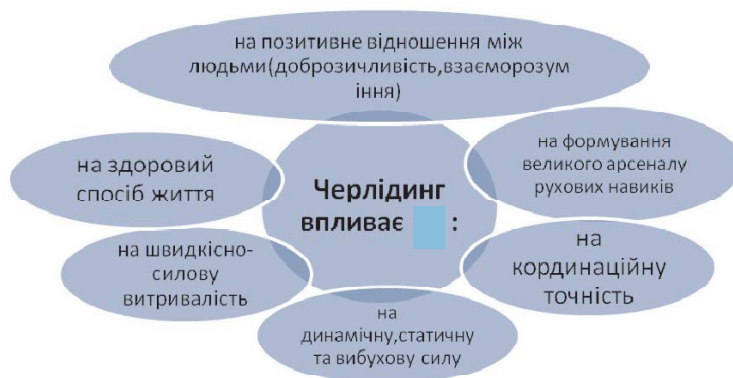 на позитивне відношення між
людьми(доброзичливість,взаєморозум
іння)
на здоровий
спосіб життя
Черлідинг
впливає :
на формування
великого арсеналу
рухових навиків
на швидкісно-
силову
витривалість
на
кординаційну
точність
на
динамічну,статичну
та вибухову силу